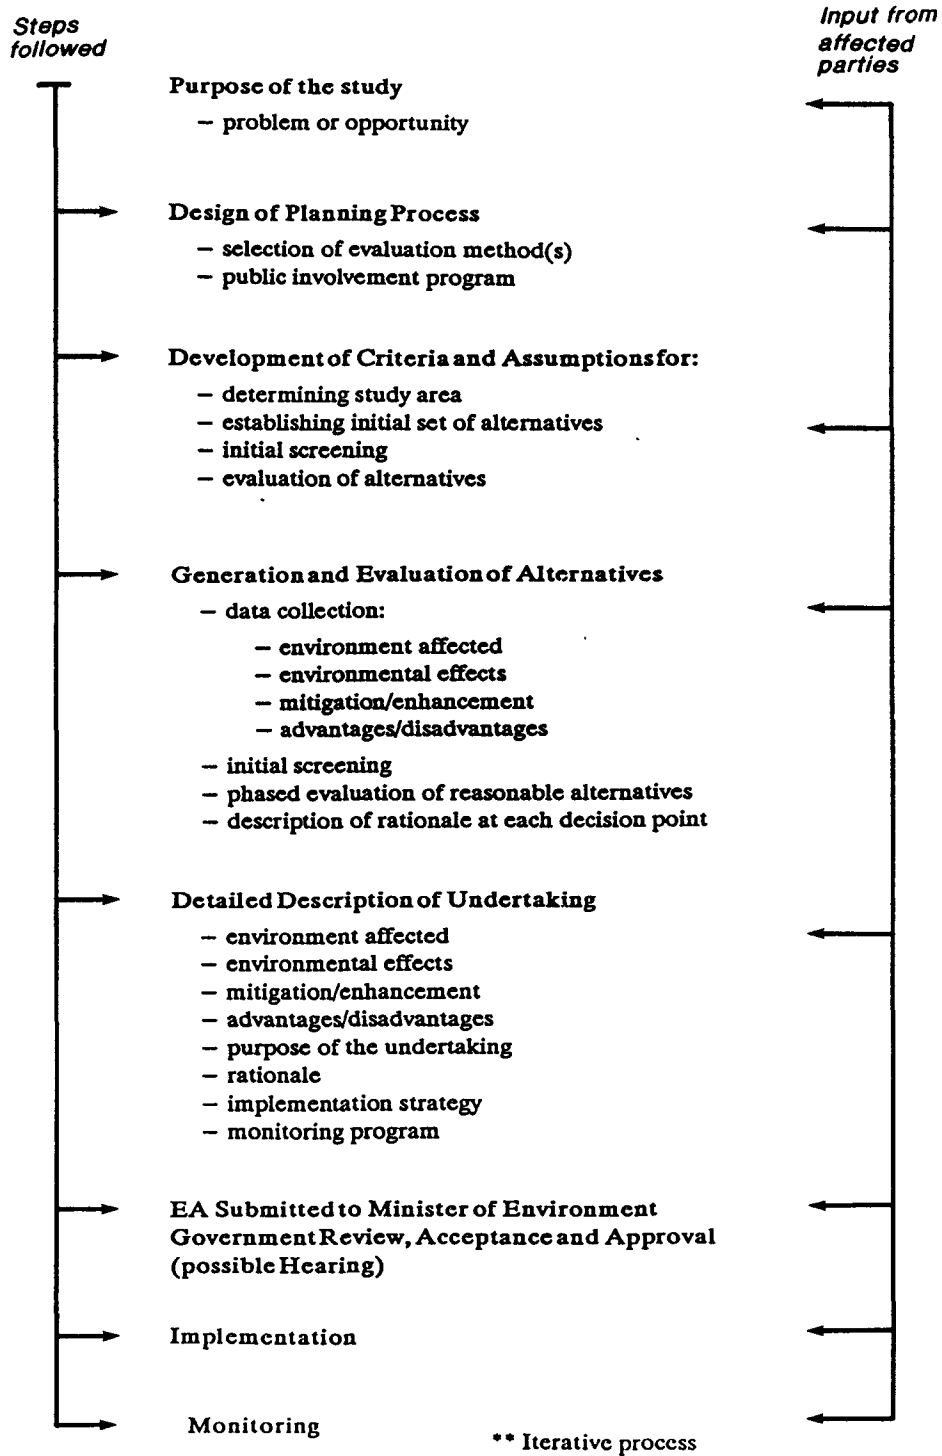 Steps
followed
Input from
affected
parties
Purpose of the study
– problem or opportunity
Design of Planning Process
– selection of evaluation method(s)
– public involvement program
Development of Criteria and Assumptions for:
– determining study area
– establishing initial set of alternatives
– initial screening
– evaluation of alternatives
Generation and Evaluation of Alternatives
– data collection:
– environment affected
– environmental effects
– mitigation/enhancement
– advantages/disadvantages
– initial screening
– phased evaluation of reasonable alternatives
– description of rationale at each decision point
Detailed Description of Undertaking
– environment affected
– environmental effects
– mitigation/enhancement
– advantages/disadvantages
– purpose of the undertaking
– rationale
– implementation strategy
– monitoring program
EA Submitted to Minister of Environment
Government Review, Acceptance and Approval
(possible Hearing)
Implementation
Monitoring
** Iterative process